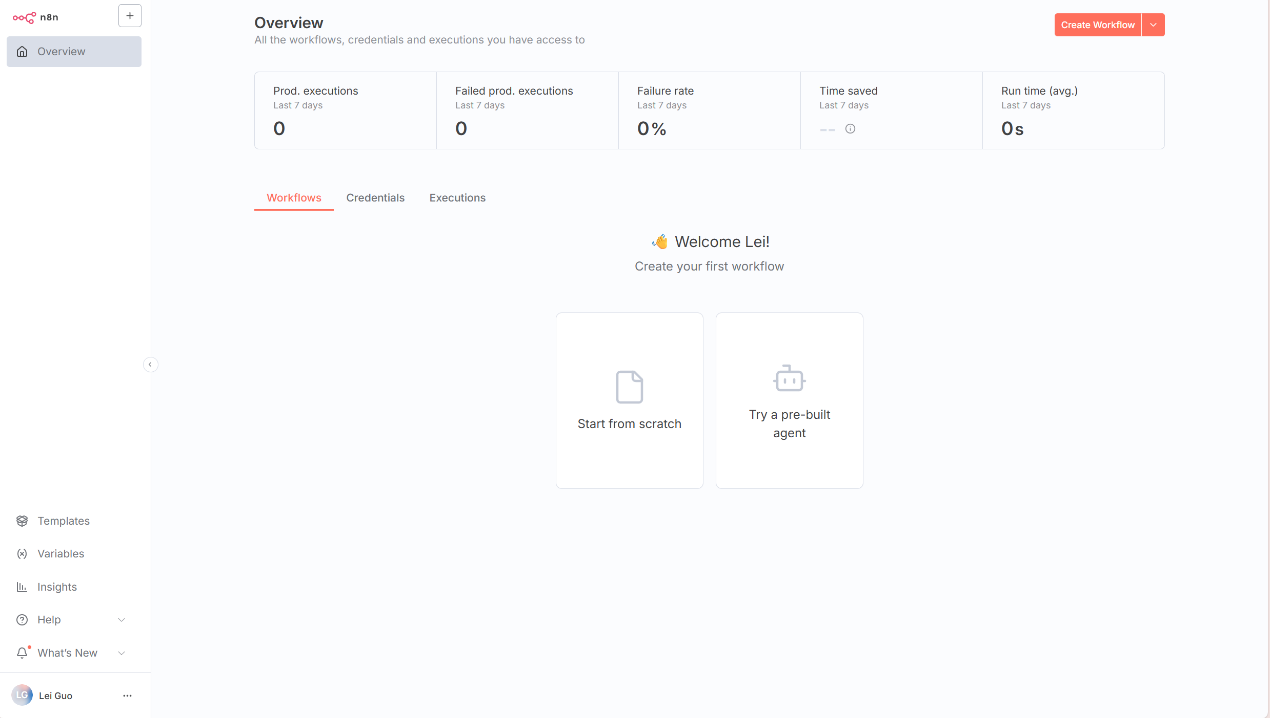 n8n
Overview
Templates
Variables
Insights
Help
What's New
LG Lei Guo
Overview
All the workflows, credentials and executions you have access to
Create Workflow
Prod. executions
Last 7 days
0
Failed prod. executions
Last 7 days
0
Failure rate
Last 7 days
0%
Time saved
Last 7 days
--
Run time (avg.)
Last 7 days
0s
Workflows Credentials Executions
👋 Welcome Lei!
Create your first workflow
Start from scratch
Try a pre-built
agent